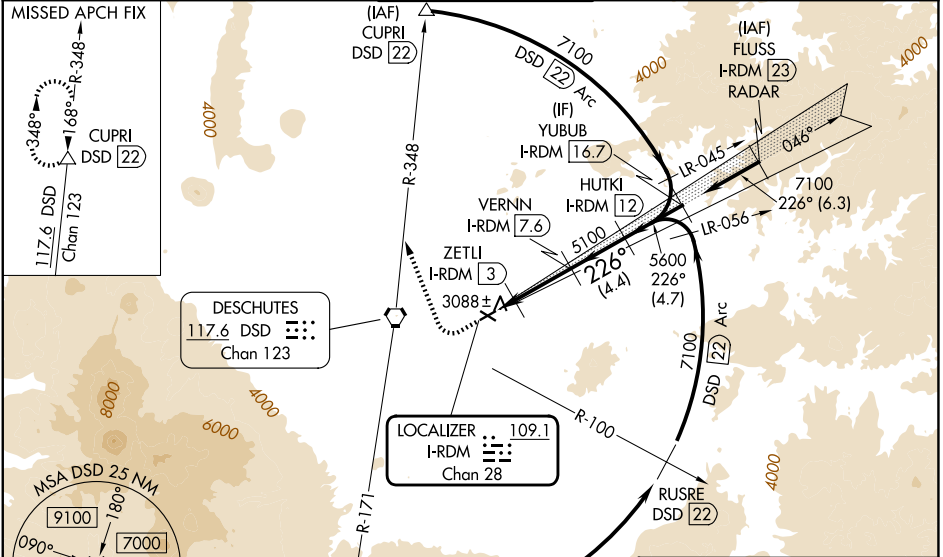 MISSED APCH FIX
R-348
348°
168°
CUPRI
DSD 22
117.6 DSD
Chan 123
(IAF)
CUPRI
DSD 22
7100
DSD 22 Arc
4000
(IAF)
FLUSS
I-RDM 23
RADAR
4000
4000
(IF)
YUBUB
I-RDM 16.7
LR-045
046°
7100
226° (6.3)
R-348
HUTKI
I-RDM 12
VERNN
I-RDM 7.6
5100
226°
(4.4)
LR-056
5600
226°
(4.7)
ZETLI
I-RDM 3
3088±
DESCHUTES
117.6 DSD
Chan 123
7100
DSD 22 Arc
8000
4000
6000
R-100
LOCALIZER 109.1
I-RDM
Chan 28
4000
RUSRE
DSD 22
R-171
MSA DSD 25 NM
9100
180°
090°
7000